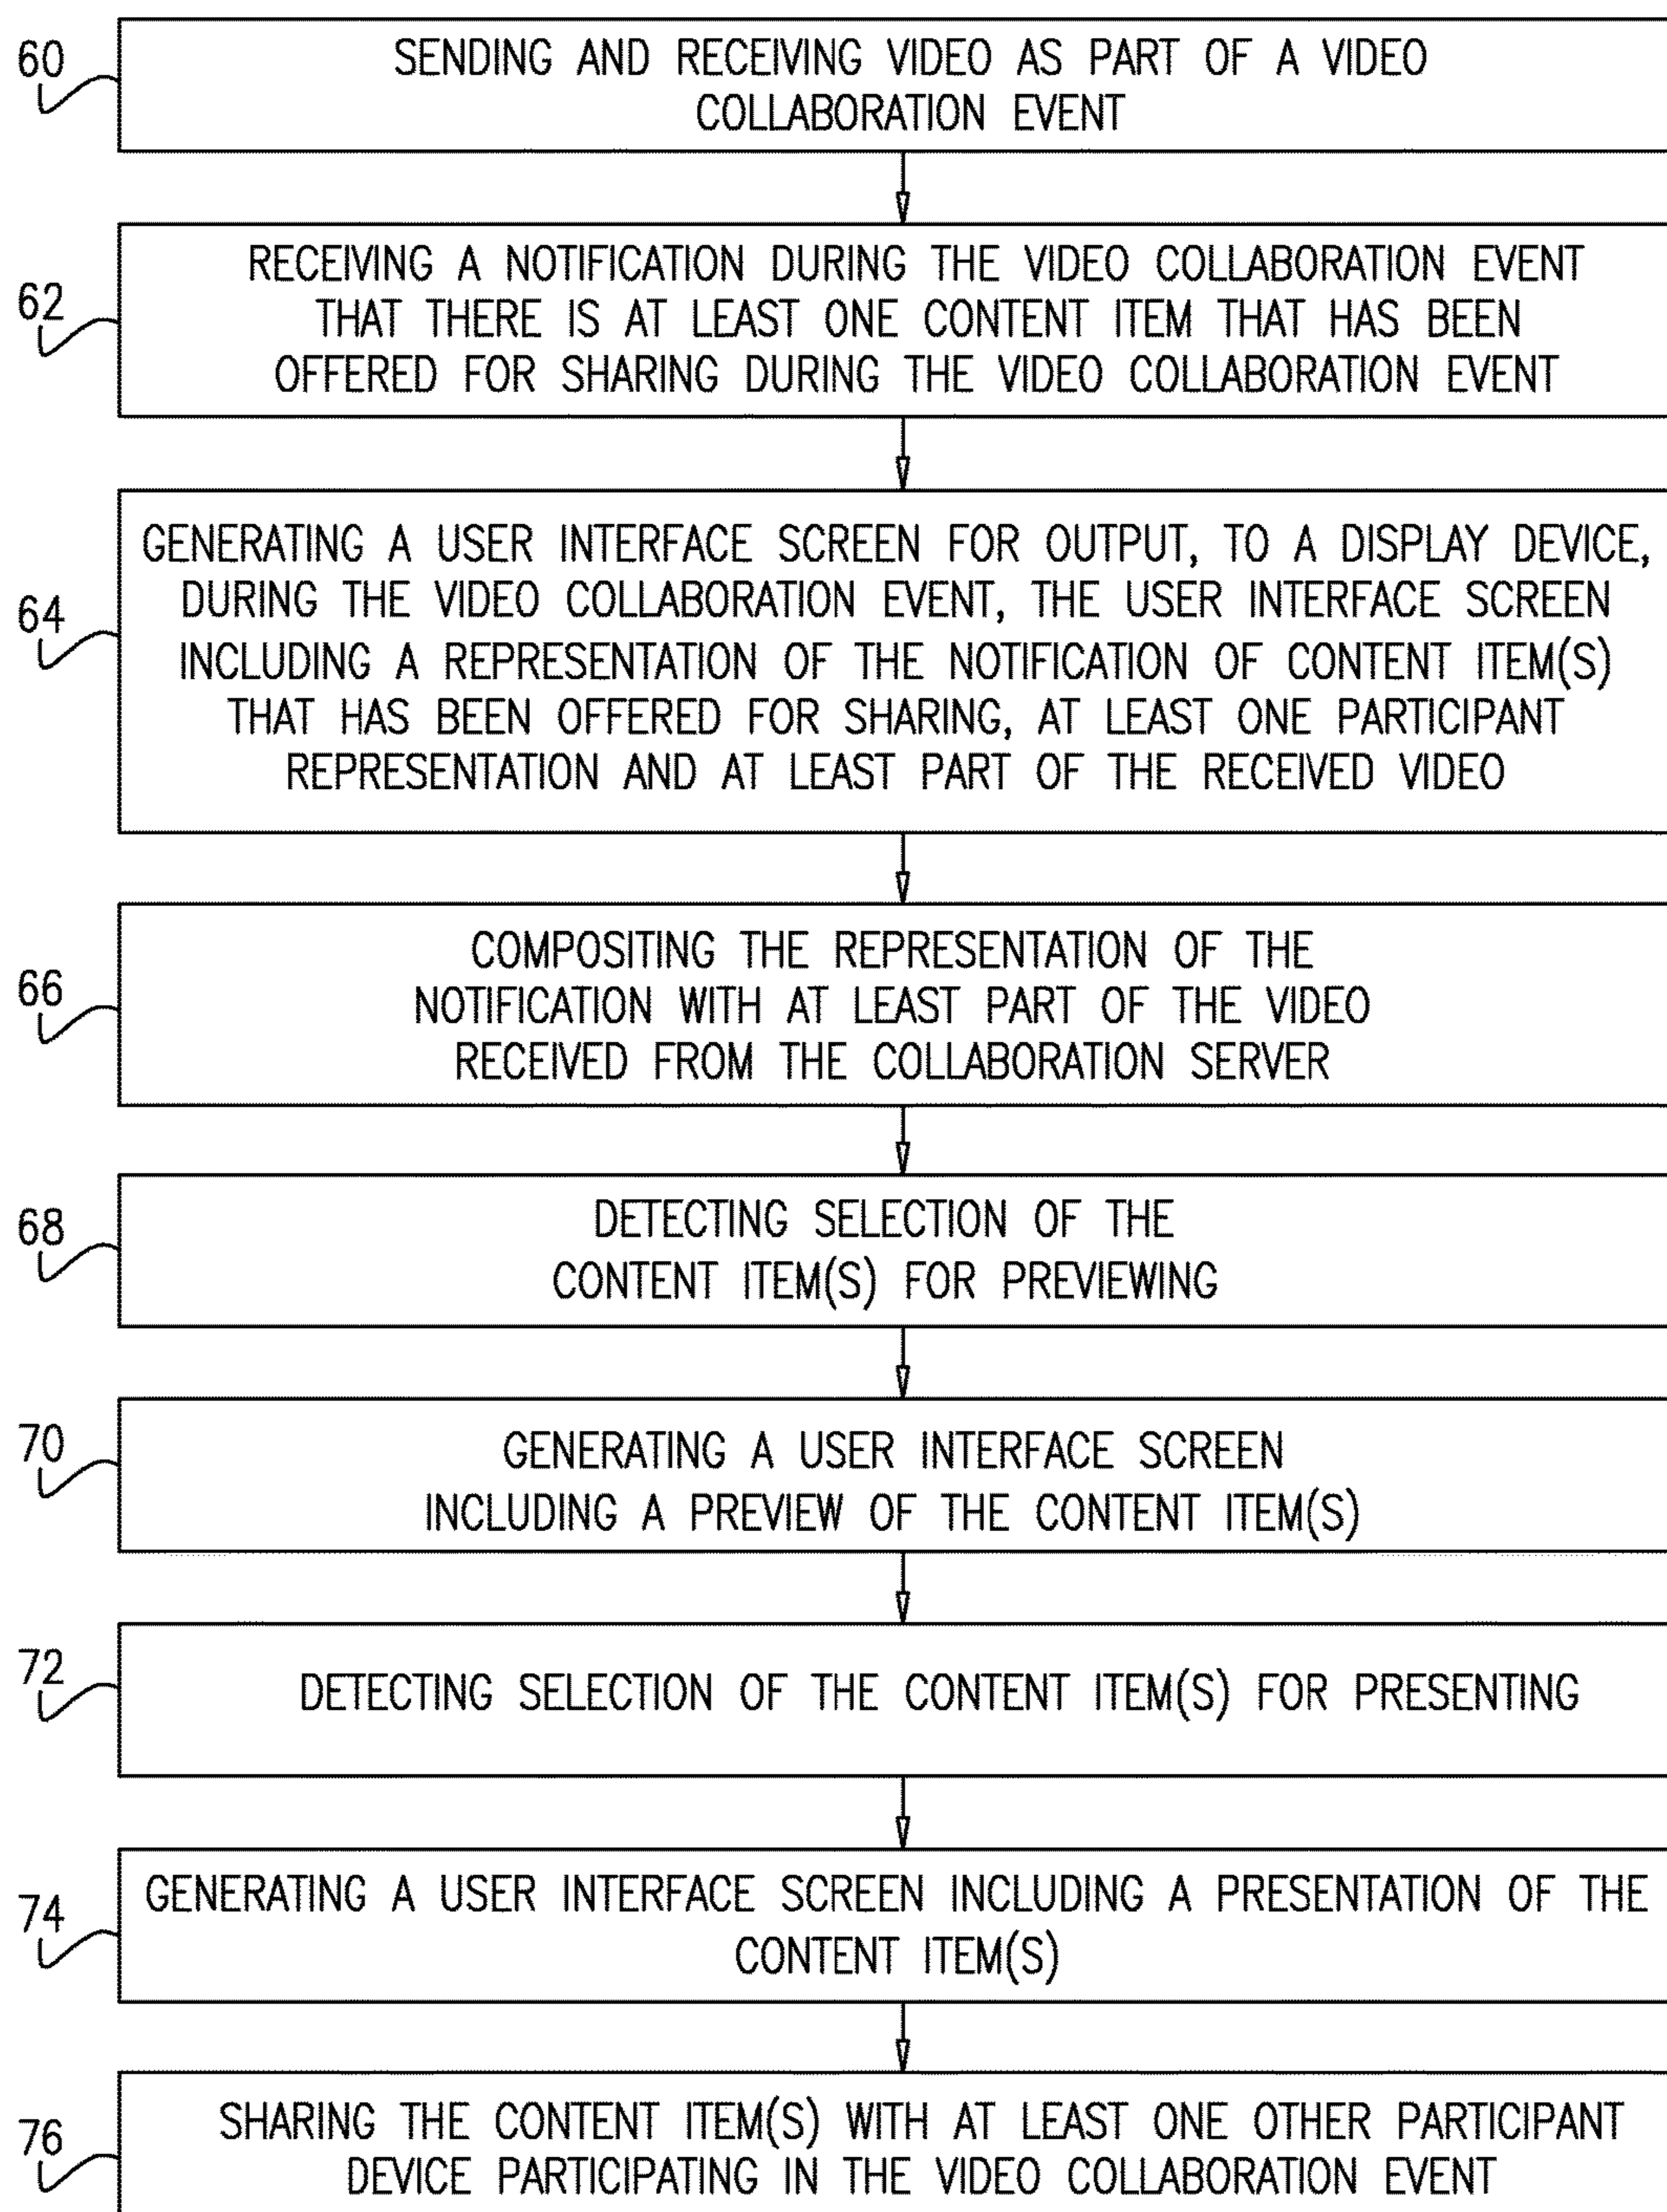 60
SENDING AND RECEIVING VIDEO AS PART OF A VIDEO
COLLABORATION EVENT
62
RECEIVING A NOTIFICATION DURING THE VIDEO COLLABORATION EVENT
THAT THERE IS AT LEAST ONE CONTENT ITEM THAT HAS BEEN
OFFERED FOR SHARING DURING THE VIDEO COLLABORATION EVENT
64
GENERATING A USER INTERFACE SCREEN FOR OUTPUT, TO A DISPLAY DEVICE,
DURING THE VIDEO COLLABORATION EVENT, THE USER INTERFACE SCREEN
INCLUDING A REPRESENTATION OF THE NOTIFICATION OF CONTENT ITEM(S)
THAT HAS BEEN OFFERED FOR SHARING, AT LEAST ONE PARTICIPANT
REPRESENTATION AND AT LEAST PART OF THE RECEIVED VIDEO
66
COMPOSITING THE REPRESENTATION OF THE
NOTIFICATION WITH AT LEAST PART OF THE VIDEO
RECEIVED FROM THE COLLABORATION SERVER
68
DETECTING SELECTION OF THE
CONTENT ITEM(S) FOR PREVIEWING
70
GENERATING A USER INTERFACE SCREEN
INCLUDING A PREVIEW OF THE CONTENT ITEM(S)
72
DETECTING SELECTION OF THE CONTENT ITEM(S) FOR PRESENTING
74
GENERATING A USER INTERFACE SCREEN INCLUDING A PRESENTATION OF THE
CONTENT ITEM(S)
76
SHARING THE CONTENT ITEM(S) WITH AT LEAST ONE OTHER PARTICIPANT
DEVICE PARTICIPATING IN THE VIDEO COLLABORATION EVENT